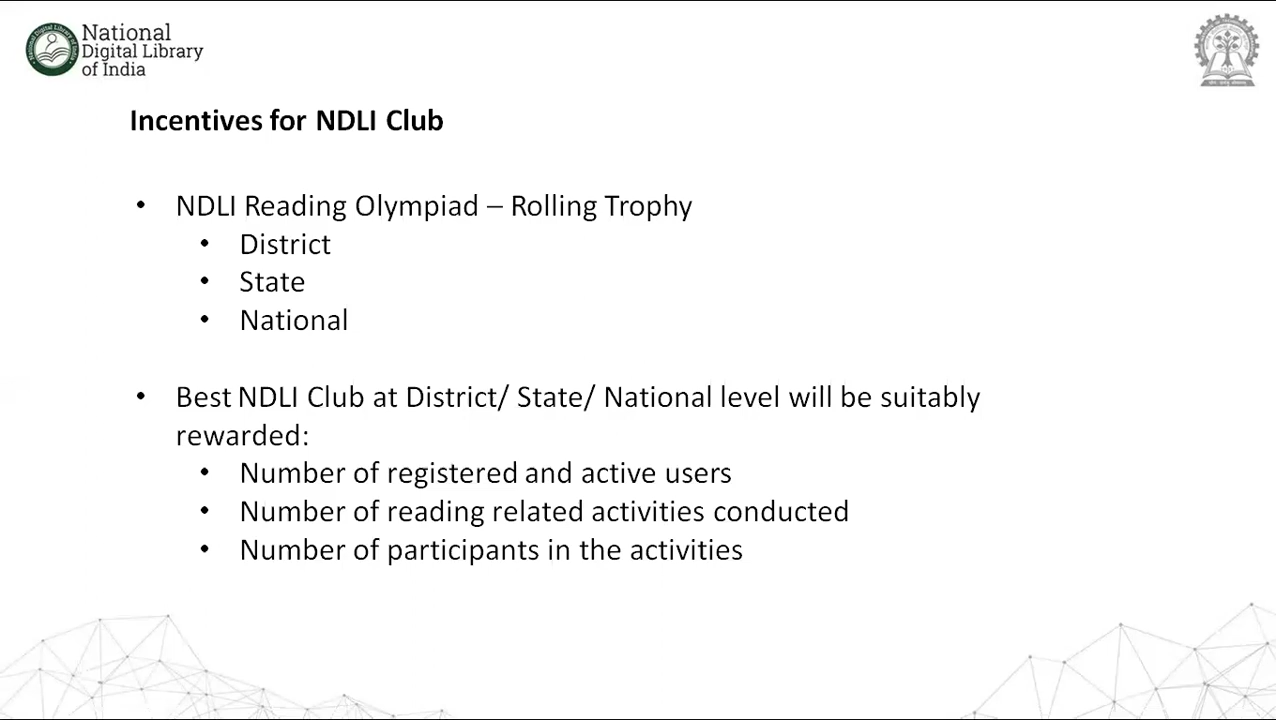 National
Digital Library
of India
Incentives for NDLI Club
• NDLI Reading Olympiad – Rolling Trophy
• District
• State
• National
• Best NDLI Club at District/ State/ National level will be suitably
rewarded:
• Number of registered and active users
• Number of reading related activities conducted
• Number of participants in the activities